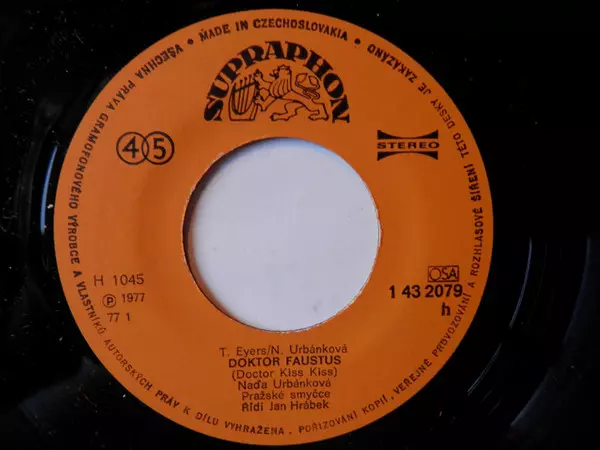 VŠECHNA PRÁVA GRAMOFONOVÉHO VÝROBCE A VLASTNÍKŮ AUTORSKÝCH PRÁV K DÍLU VYHRAŽENA. POŘIZOVÁNÍ KOPIÍ, VEŘEJNÉ PROVOZOVÁNÍ A ROZHLASOVÉ ŠÍŘENÍ TÉTO DESKY JE ZAKÁZÁNO • MADE IN CZECHOSLOVAKIA •
SUPRAPHON
45
STEREO
H 1045
℗ 1977
77 1
OSA
1 43 2079
h
T. Eyers/N. Urbánková
DOKTOR FAUSTUS
(Doctor Kiss Kiss)
Naďa Urbánková
Pražské smyčce
Řídí Jan Hrábek